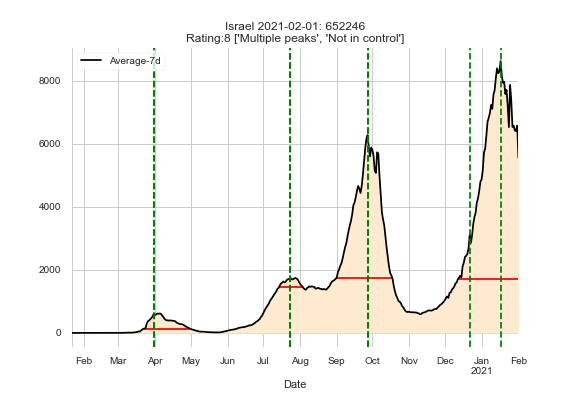 Israel 2021-02-01: 652246
Rating:8 ['Multiple peaks', 'Not in control']
Average-7d
8000
6000
4000
2000
0
Feb Mar Apr May Jun Jul Aug Sep Oct Nov Dec Jan Feb
2021
Date